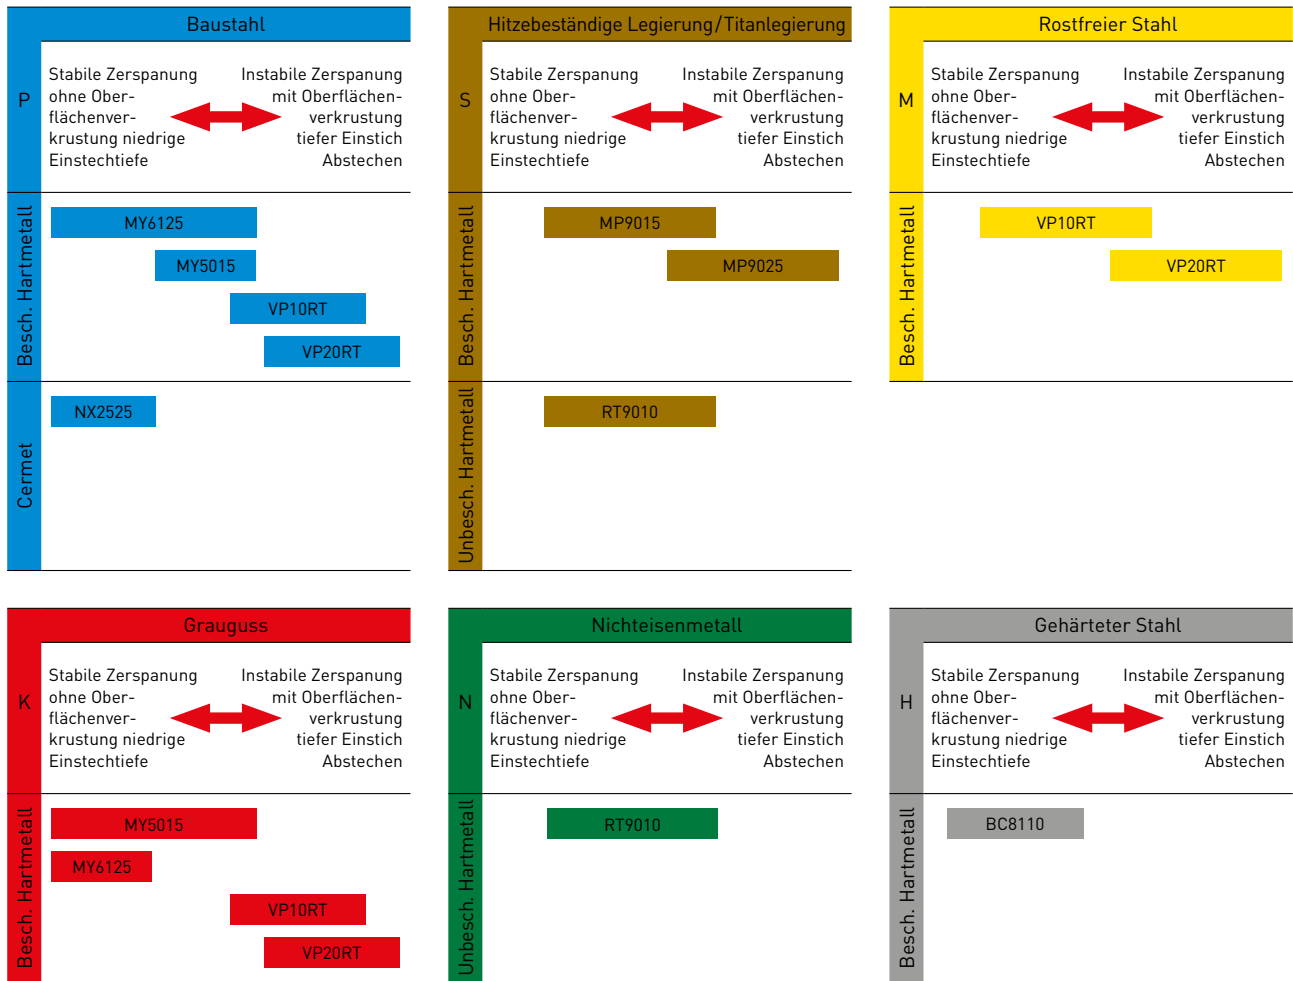 Baustahl
P
Stabile Zerspanung
ohne Ober-
flächenver-
krustung niedrige
Einstechtiefe
Instabile Zerspanung
mit Oberflächen-
verkrustung
tiefer Einstich
Abstechen
Besch. Hartmetall
MY6125
MY5015
VP10RT
VP20RT
Cermet
NX2525
Hitzebeständige Legierung/Titanlegierung
S
Stabile Zerspanung
ohne Ober-
flächenver-
krustung niedrige
Einstechtiefe
Instabile Zerspanung
mit Oberflächen-
verkrustung
tiefer Einstich
Abstechen
Besch. Hartmetall
MP9015
MP9025
Unbesch. Hartmetall
RT9010
Rostfreier Stahl
M
Stabile Zerspanung
ohne Ober-
flächenver-
krustung niedrige
Einstechtiefe
Instabile Zerspanung
mit Oberflächen-
verkrustung
tiefer Einstich
Abstechen
Besch. Hartmetall
VP10RT
VP20RT
Grauguss
K
Stabile Zerspanung
ohne Ober-
flächenver-
krustung niedrige
Einstechtiefe
Instabile Zerspanung
mit Oberflächen-
verkrustung
tiefer Einstich
Abstechen
Besch. Hartmetall
MY5015
MY6125
VP10RT
VP20RT
Nichteisenmetall
N
Stabile Zerspanung
ohne Ober-
flächenver-
krustung niedrige
Einstechtiefe
Instabile Zerspanung
mit Oberflächen-
verkrustung
tiefer Einstich
Abstechen
Unbesch. Hartmetall
RT9010
Gehärteter Stahl
H
Stabile Zerspanung
ohne Ober-
flächenver-
krustung niedrige
Einstechtiefe
Instabile Zerspanung
mit Oberflächen-
verkrustung
tiefer Einstich
Abstechen
Besch. Hartmetall
BC8110